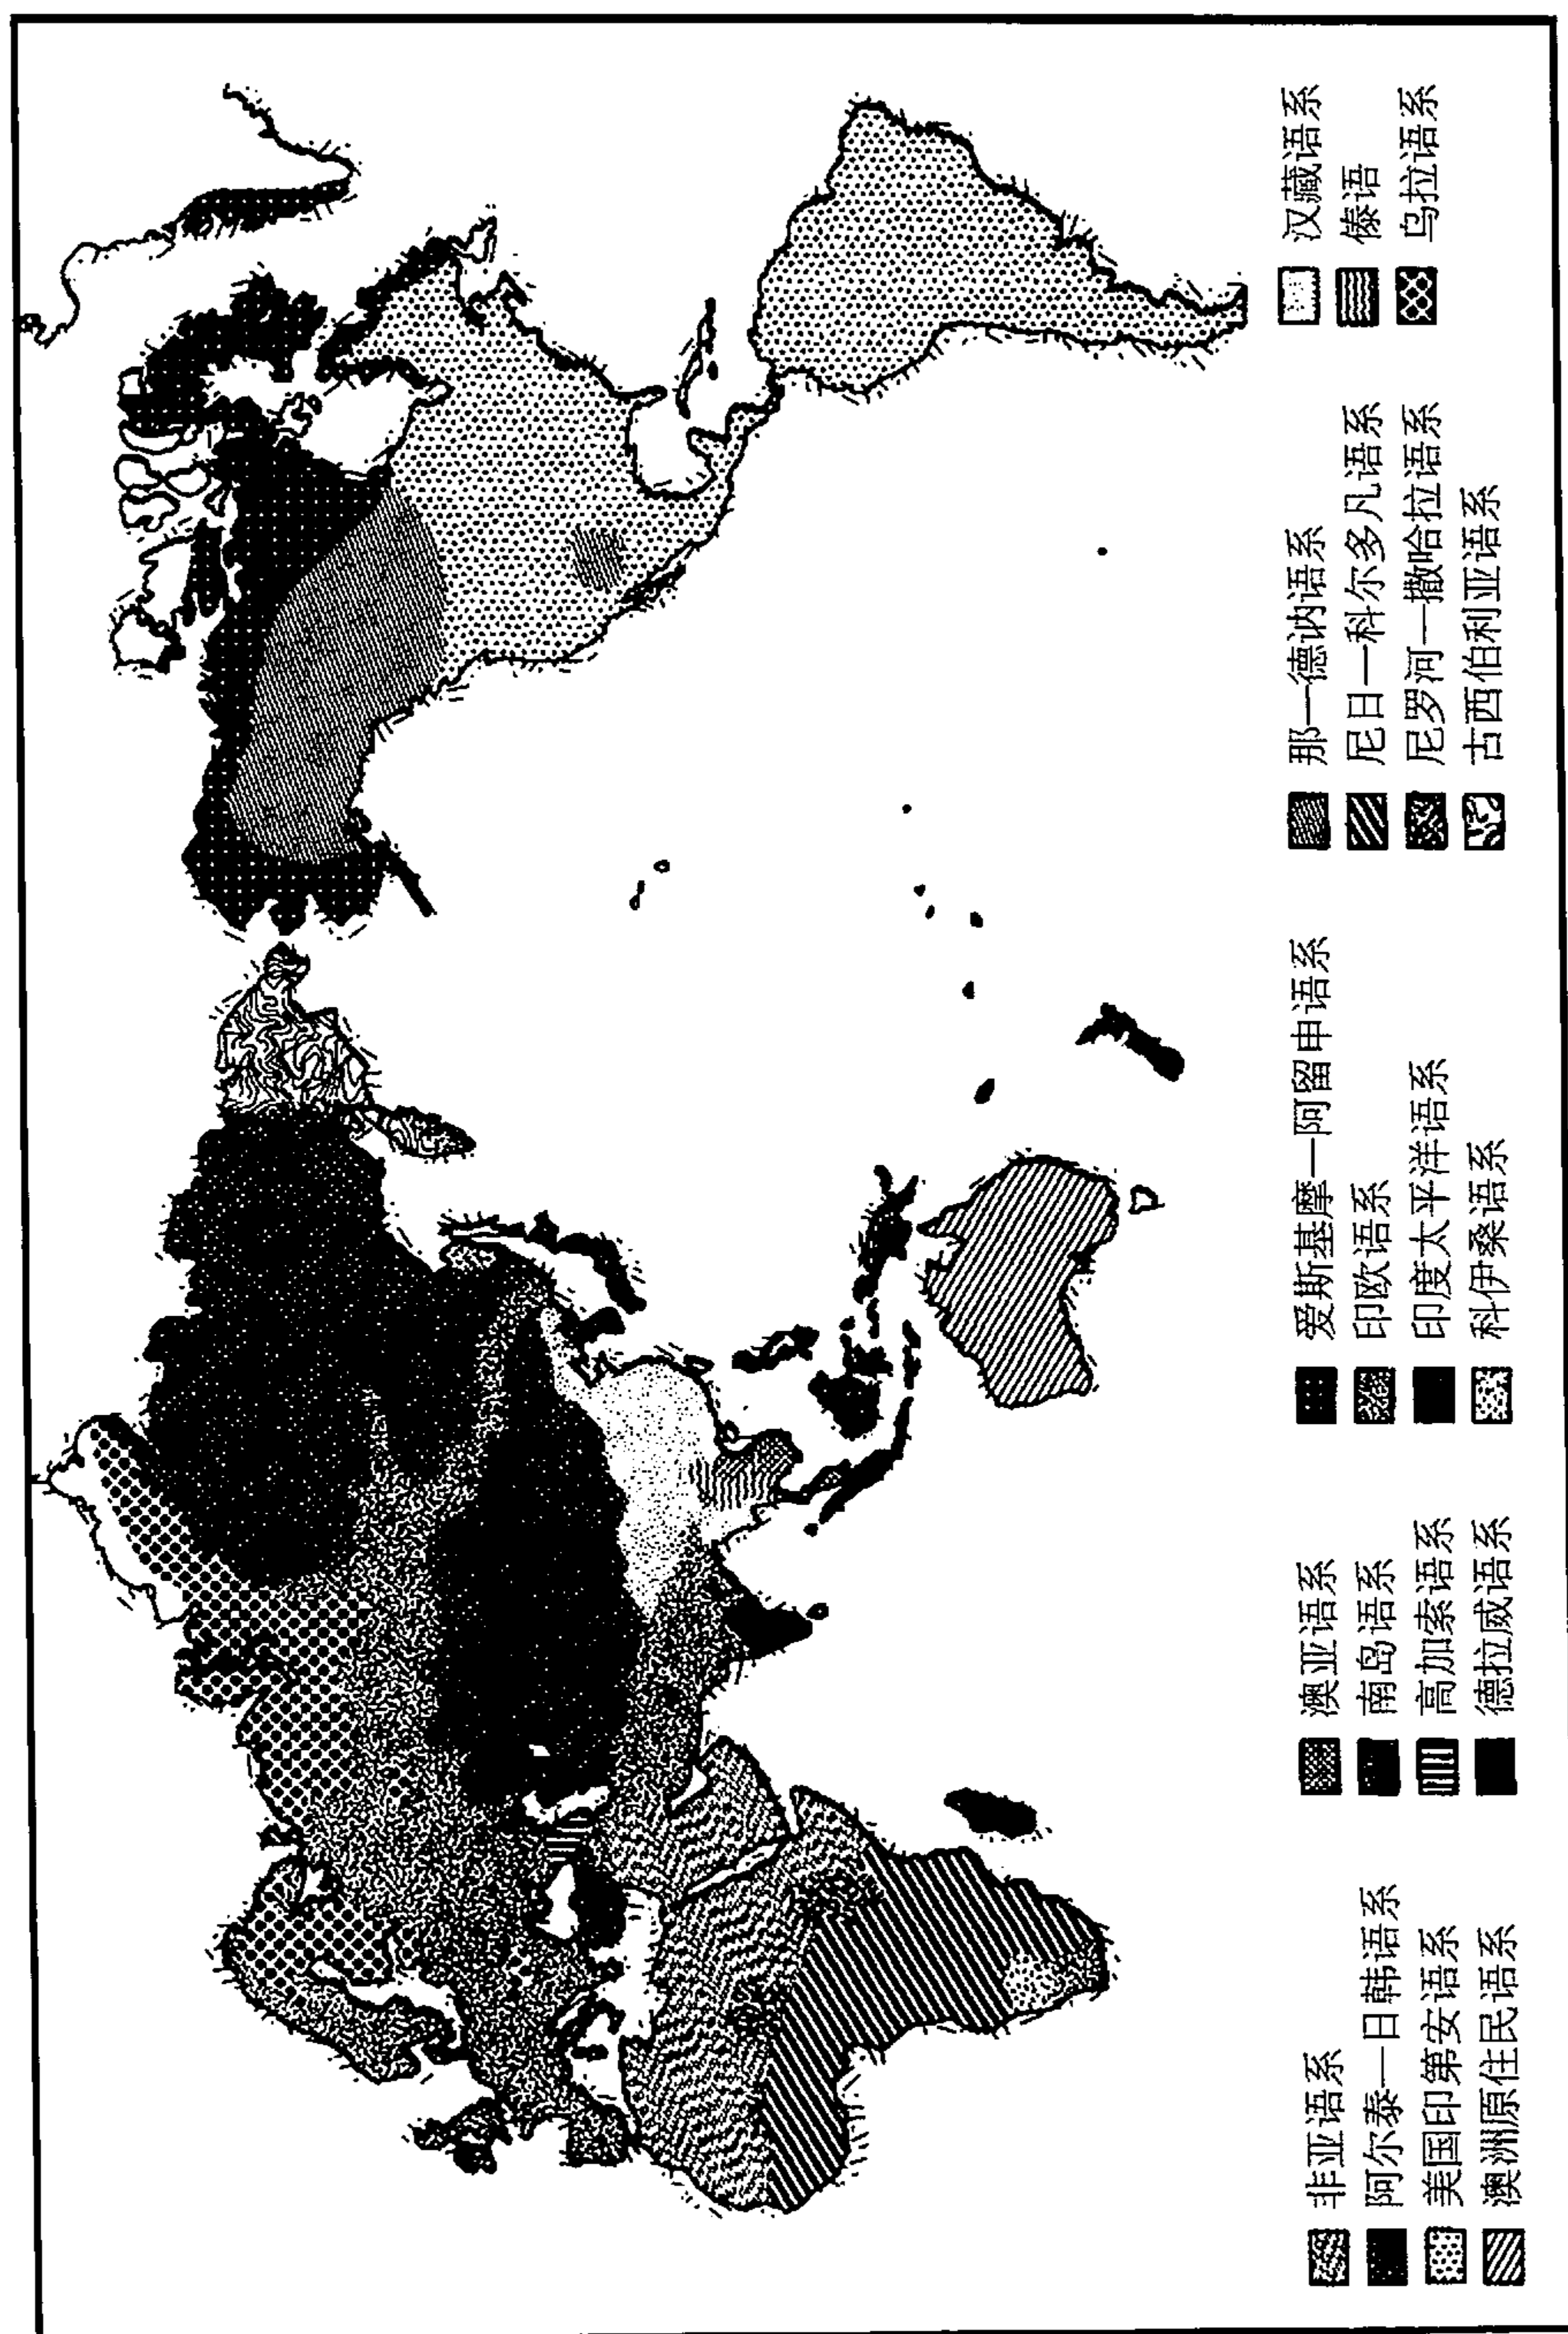 非亚语系
阿尔泰—日韩语系
美国印第安语系
澳洲原住民语系
澳亚语系
南岛语系
高加索语系
德拉威语系
爱斯基摩—阿留申语系
印欧语系
印度太平洋语系
科伊桑语系
那—德讷语系
尼日—科尔多凡语系
尼罗河—撒哈拉语系
古西伯利亚语系
汉藏语系
傣语
乌拉语系